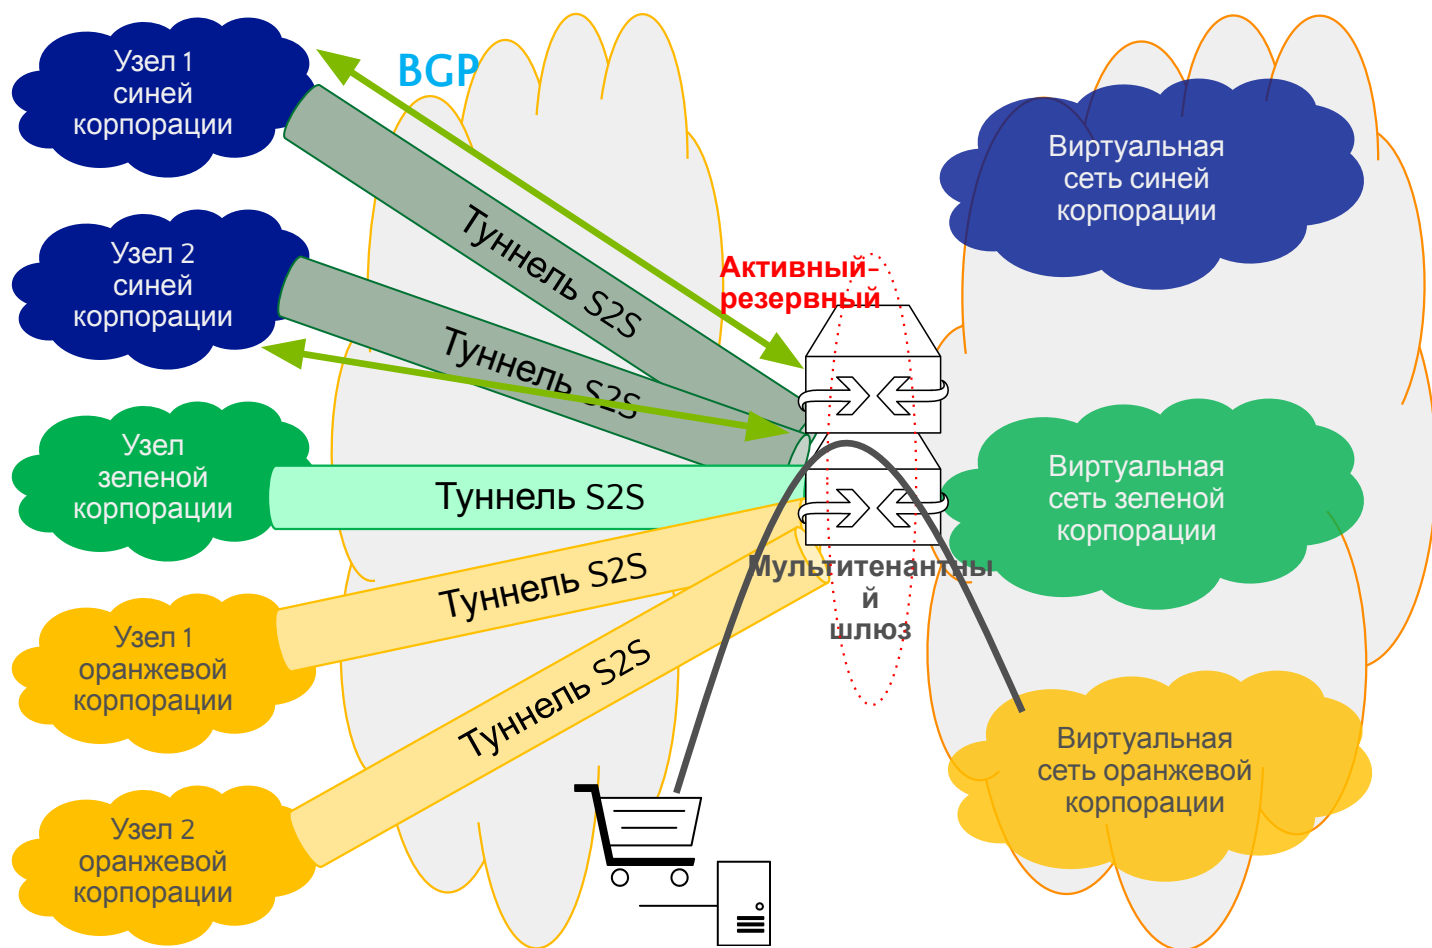 Узел 1
синей
корпорации
BGP
Туннель S2S
Узел 2
синей
корпорации
Туннель S2S
Активный-
резервный
Узел
зеленой
корпорации
Туннель S2S
Мультитенантны
й
шлюз
Узел 1
оранжевой
корпорации
Туннель S2S
Узел 2
оранжевой
корпорации
Туннель S2S
Виртуальная
сеть синей
корпорации
Виртуальная
сеть зеленой
корпорации
Виртуальная
сеть оранжевой
корпорации